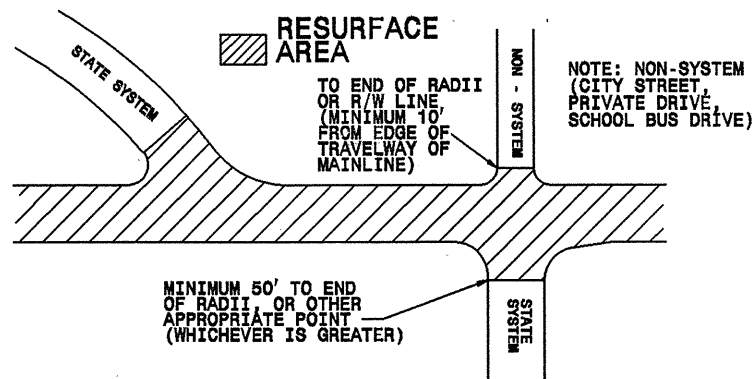 RESURFACE
AREA
STATE SYSTEM
TO END OF RADII
OR R/W LINE,
(MINIMUM 10'
FROM EDGE OF
TRAVELWAY OF
MAINLINE)
NON - SYSTEM
NOTE: NON-SYSTEM
(CITY STREET,
PRIVATE DRIVE,
SCHOOL BUS DRIVE)
MINIMUM 50' TO END
OF RADII, OR OTHER
APPROPRIATE POINT
(WHICHEVER IS GREATER)
STATE
SYSTEM